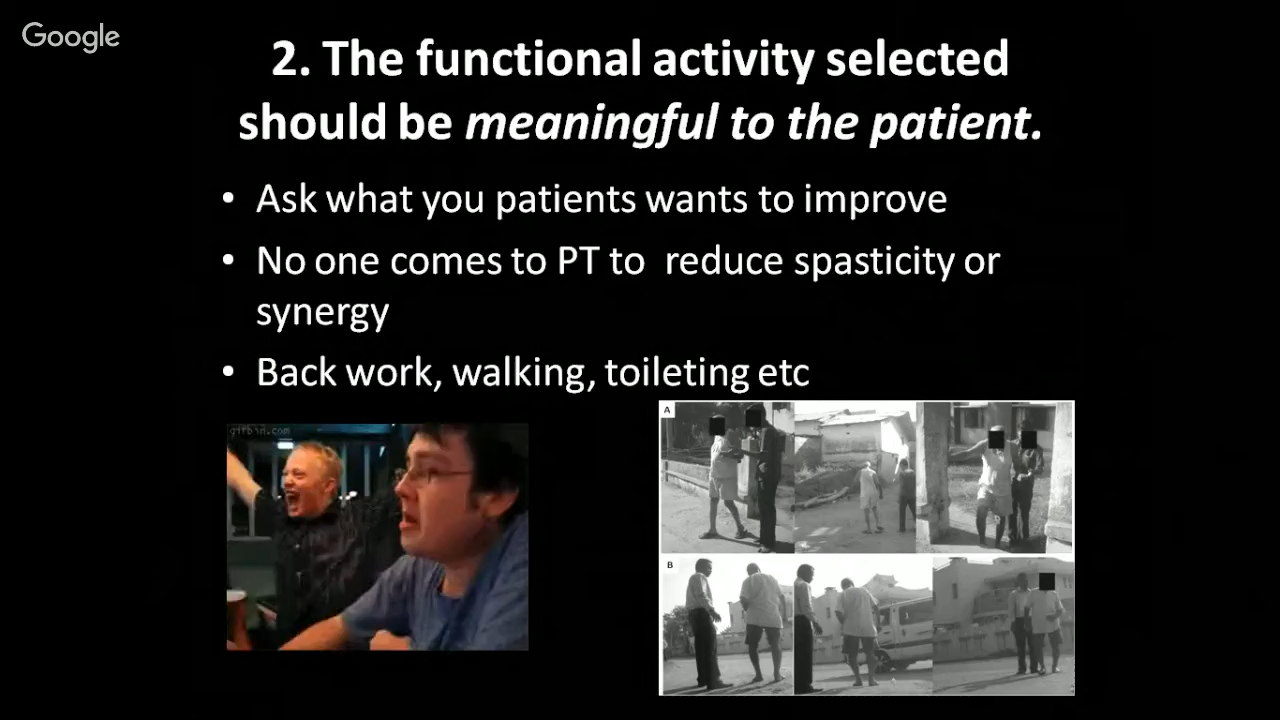 Google
2. The functional activity selected
should be meaningful to the patient.
• Ask what you patients wants to improve
• No one comes to PT to reduce spasticity or
synergy
• Back work, walking, toileting etc
gifbin.com
A
B